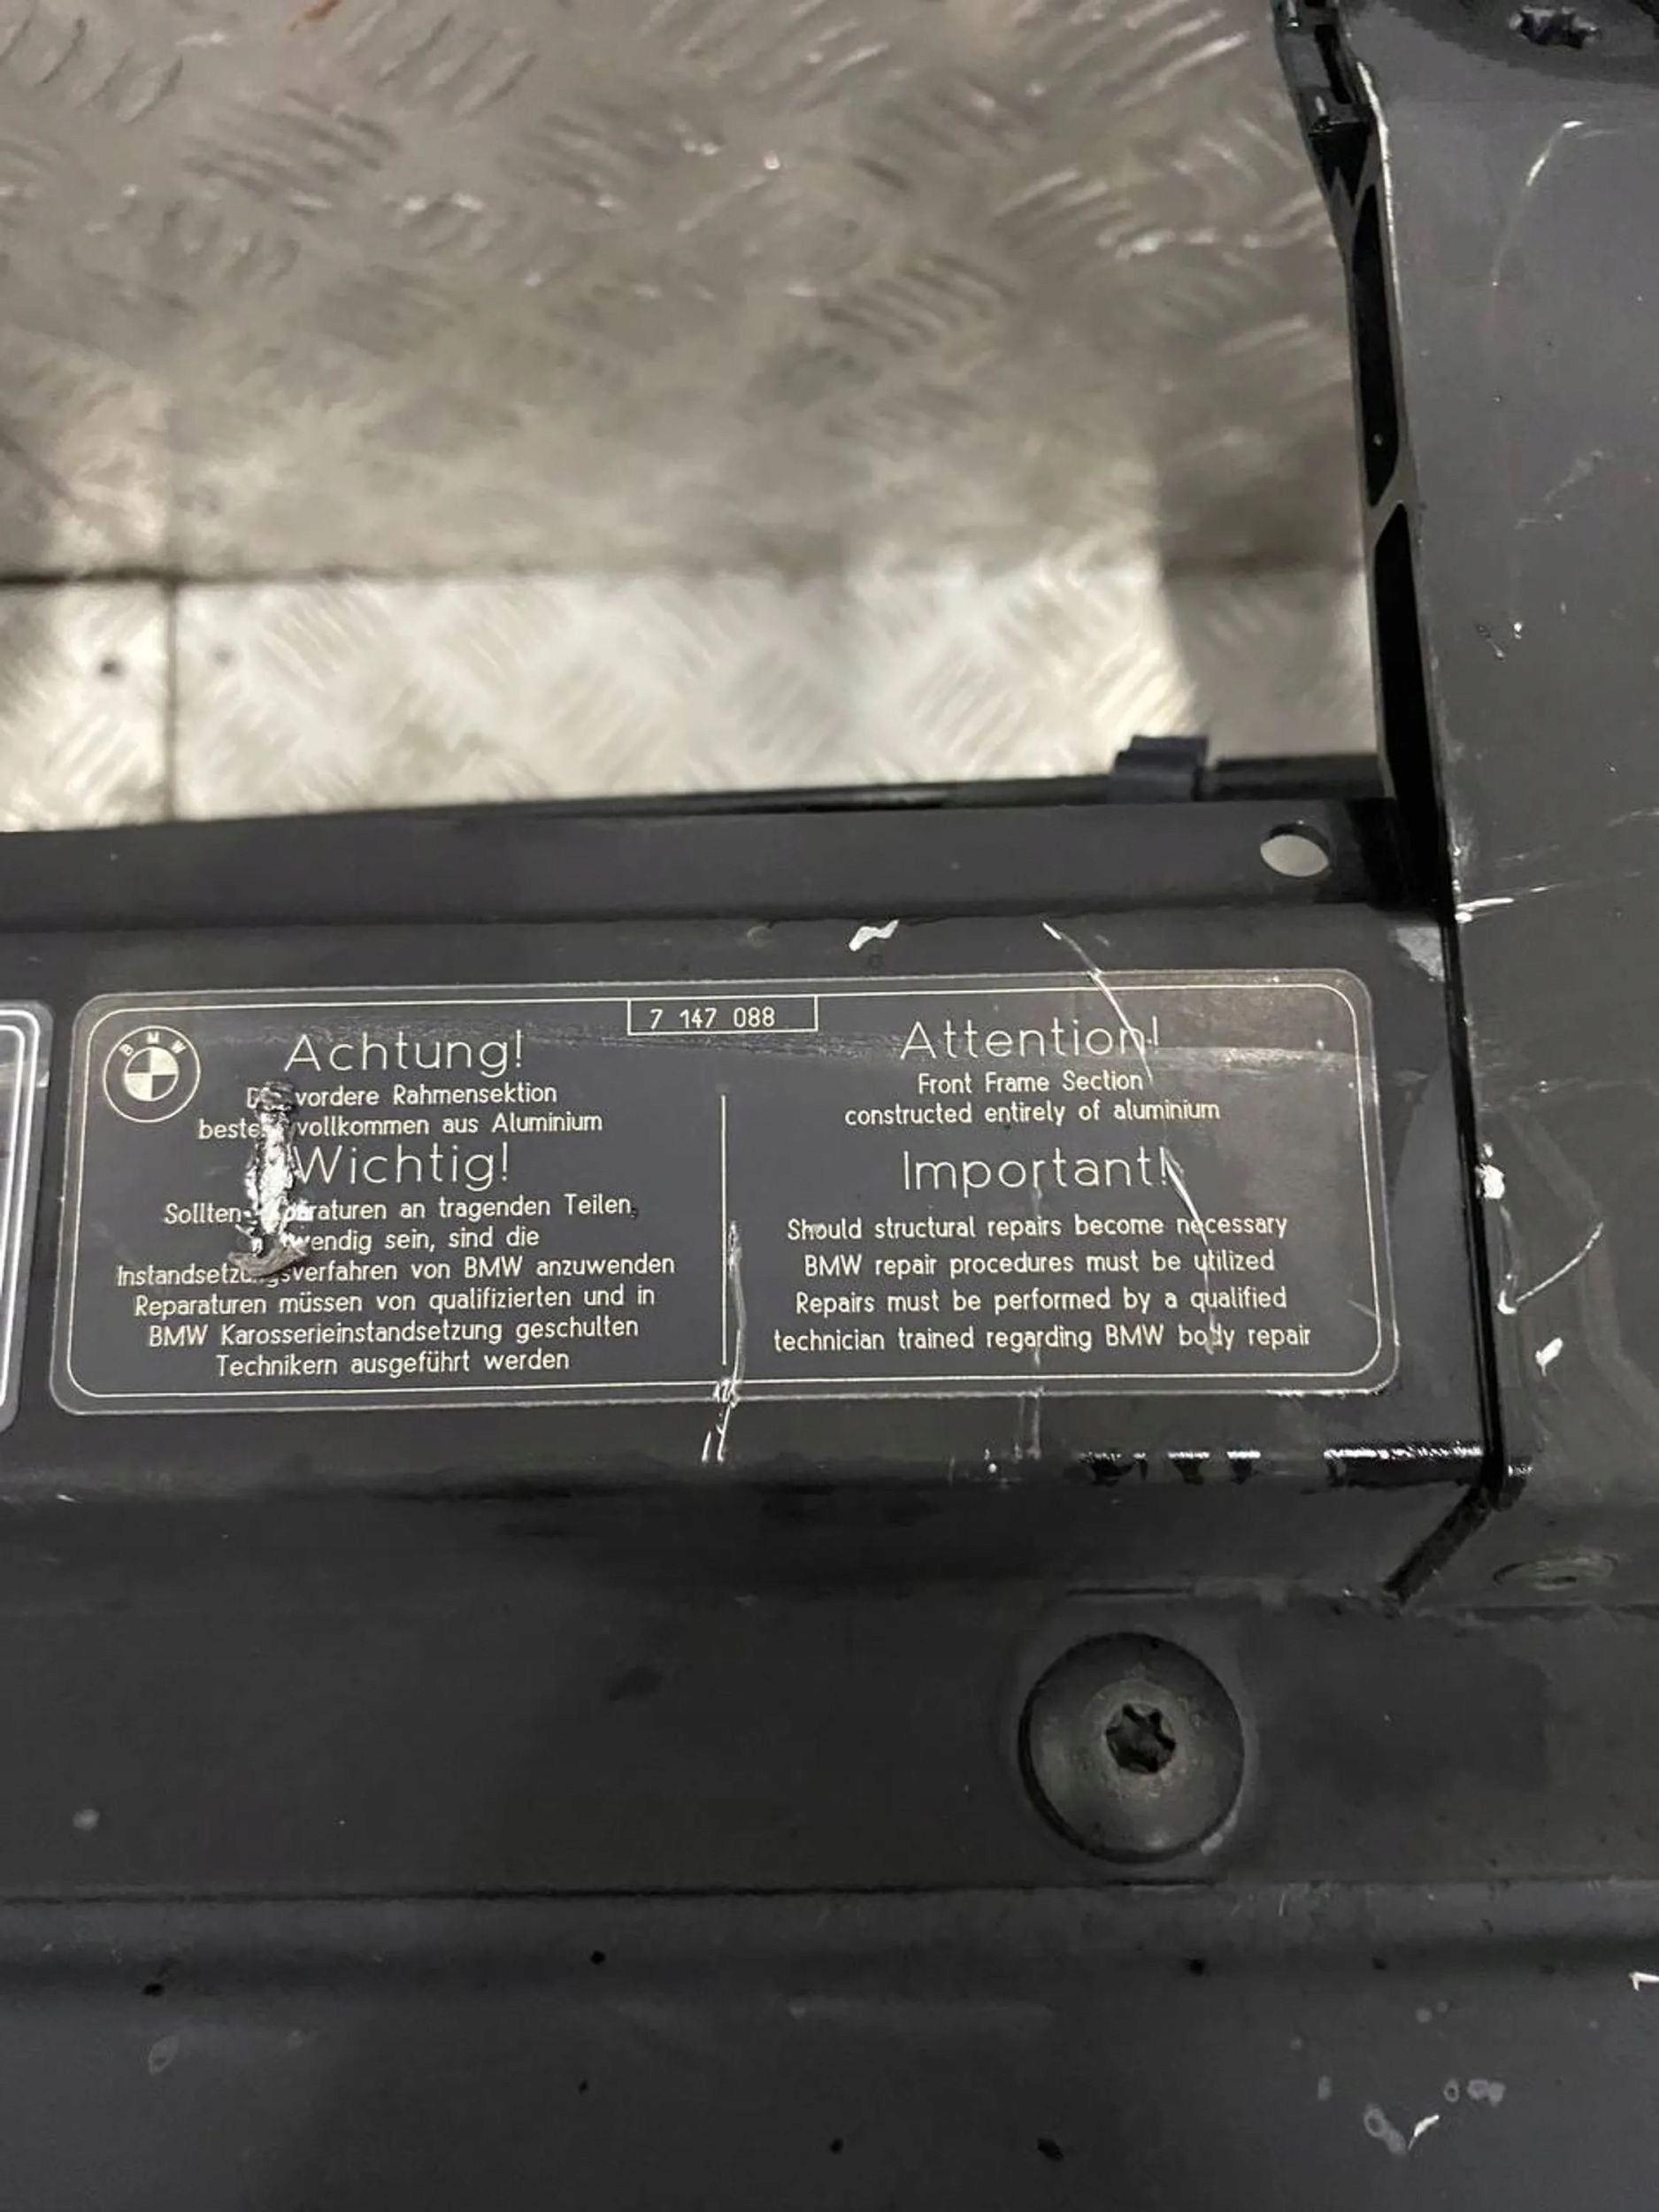 7 147 088
BMW
Achtung!
vordere Rahmensektion
vollkommen aus Aluminium
Wichtig!
Sollten an tragenden Teilen,
sein, sind die
von BMW anzuwenden
Reparaturen müssen von qualifizierten und in
BMW Karosserieinstandsetzung geschulten
Technikern ausgeführt werden
Attention!
Front Frame Section
constructed entirely of aluminium
Important!
Should structural repairs become necessary
BMW repair procedures must be utilized
Repairs must be performed by a qualified
technician trained regarding BMW body repair